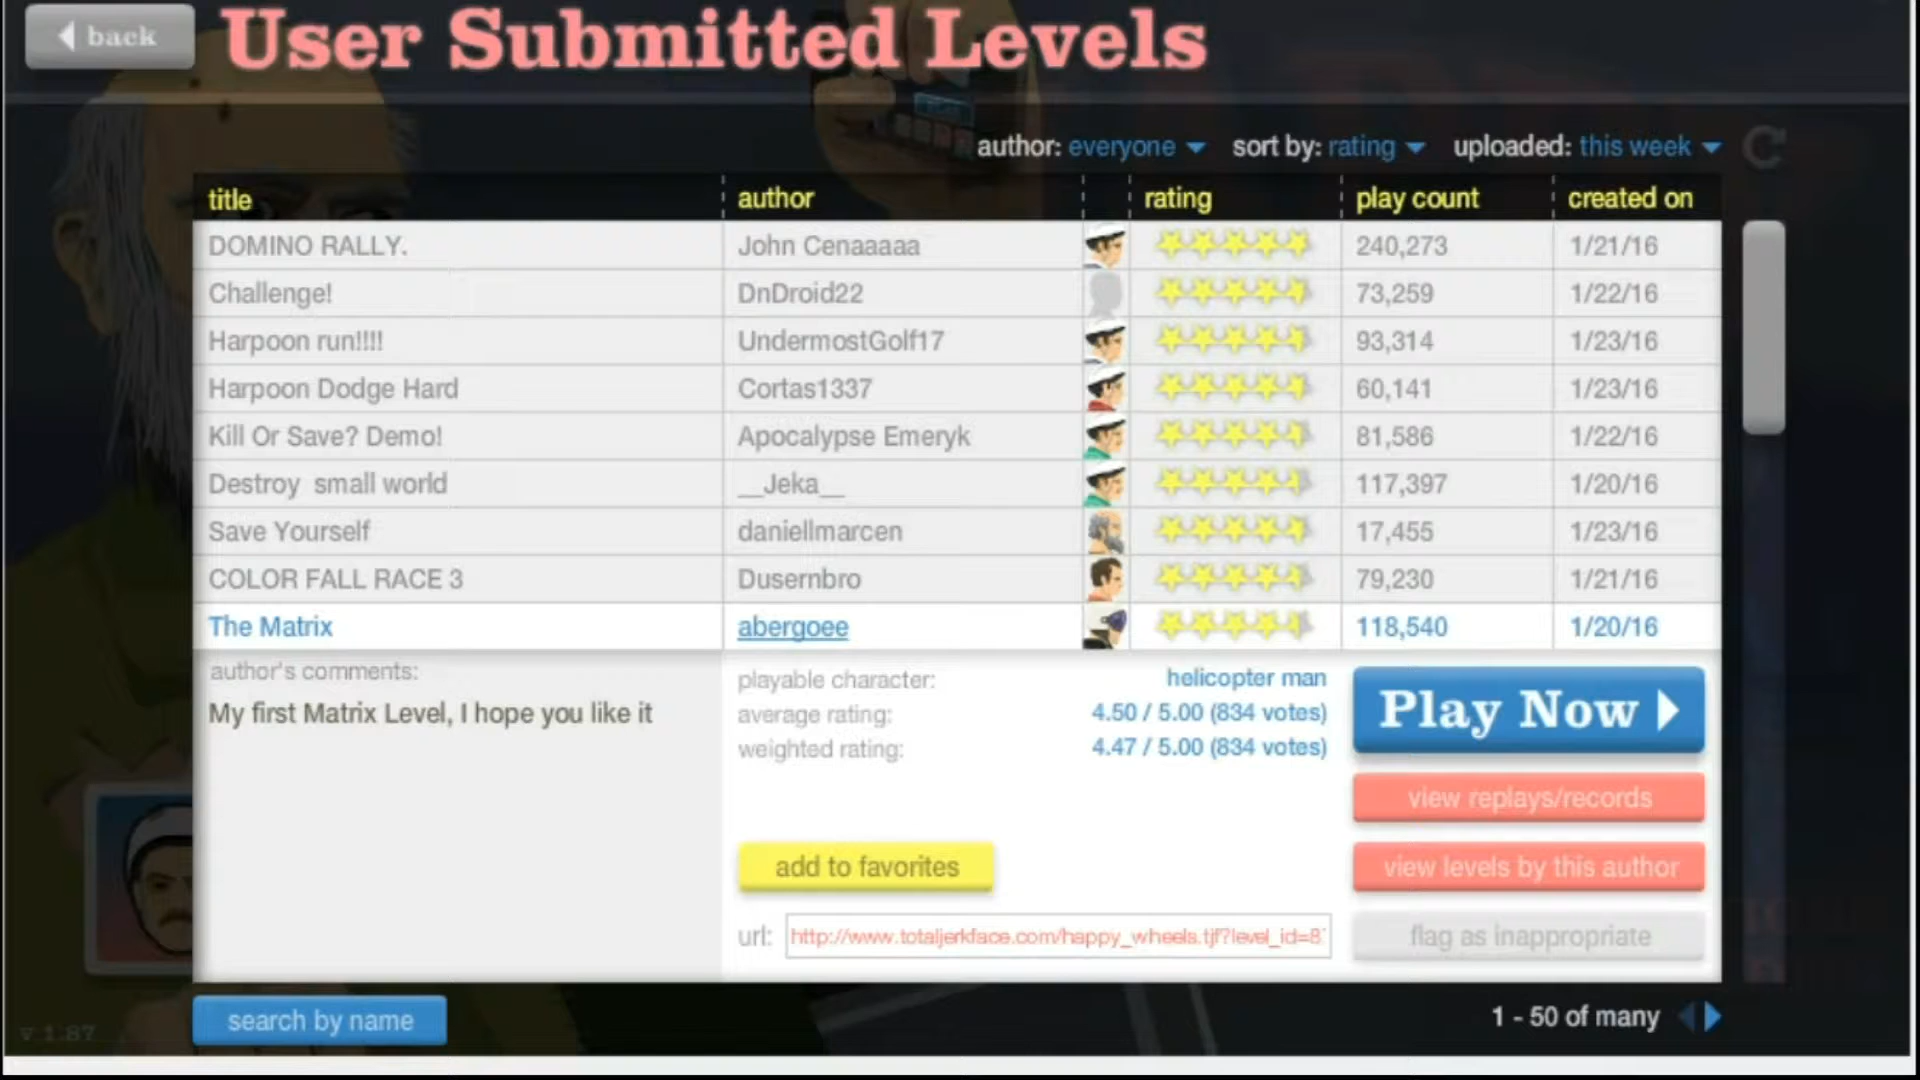 back
User Submitted Levels
author: everyone sort by: rating uploaded: this week
title author rating play count created on
DOMINO RALLY. John Cenaaaaa 240,273 1/21/16
Challenge! DnDroid22 73,259 1/22/16
Harpoon run!!!! UndermostGolf17 93,314 1/23/16
Harpoon Dodge Hard Cortas1337 60,141 1/23/16
Kill Or Save? Demo! Apocalypse Emeryk 81,586 1/22/16
Destroy  small world __Jeka__ 117,397 1/20/16
Save Yourself daniellmarcen 17,455 1/23/16
COLOR FALL RACE 3 Dusernbro 79,230 1/21/16
The Matrix abergoee 118,540 1/20/16
author's comments:
My first Matrix Level, I hope you like it
playable character: helicopter man
average rating: 4.50 / 5.00 (834 votes)
weighted rating: 4.47 / 5.00 (834 votes)
Play Now
view replays/records
add to favorites
view levels by this author
url: http://www.totaljerkface.com/happy_wheels.tjf?level_id=8
flag as inappropriate
search by name
1 - 50 of many
v 1.87